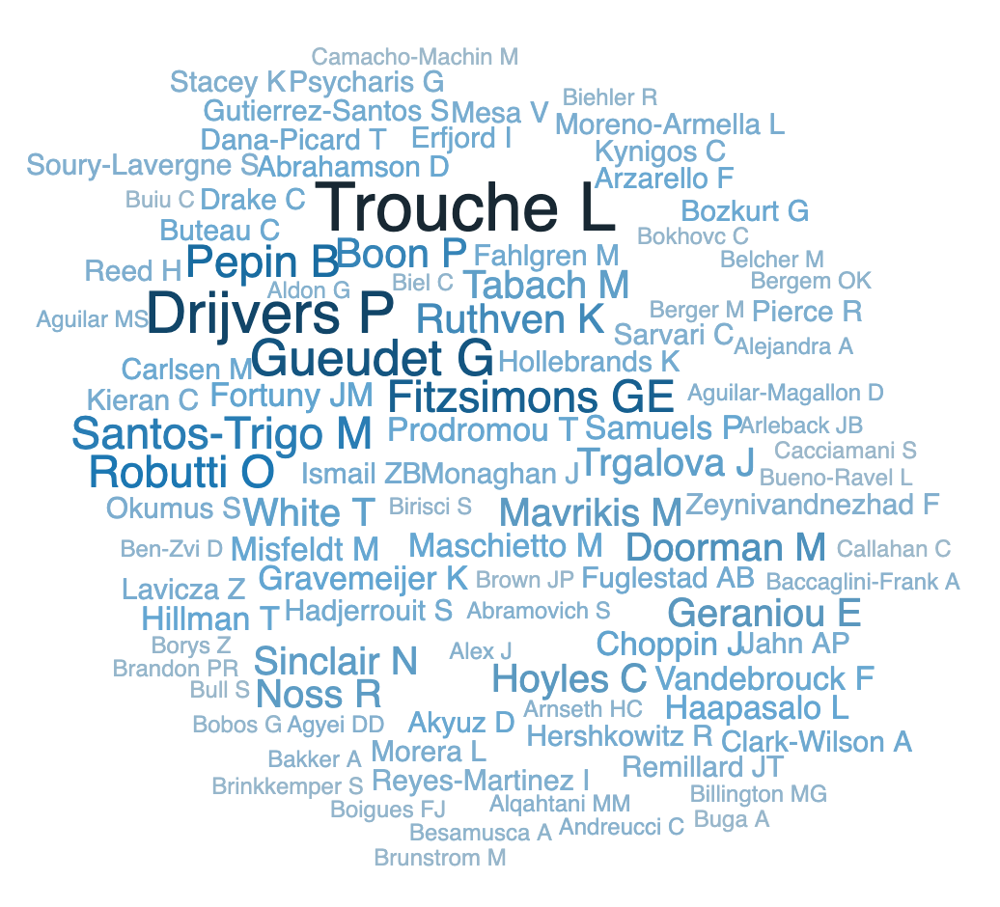 Camacho-Machin M
Stacey K Psycharis G
Biehler R
Gutierrez-Santos S Mesa V
Moreno-Armella L
Dana-Picard T Erfjord I
Kynigos C
Soury-Lavergne S Abrahamson D
Arzarello F
Buiu C Drake C Trouche L
Bozkurt G
Buteau C
Bokhovc C
Reed H Pepin B Boon P Fahlgren M
Belcher M
Aldon G Biel C Tabach M
Bergem OK
Aguilar MS Drijvers P Ruthven K
Berger M Pierce R
Sarvari C
Alejandra A
Carlsen M Gueudet G Hollebrands K
Kieran C Fortuny JM Fitzsimons GE Aguilar-Magallon D
Santos-Trigo M Prodromou T Samuels P Arleback JB
Cacciamani S
Robutti O Ismail ZB Monaghan J Trgalova J Bueno-Ravel L
Okumus S White T Birisci S Mavrikis M Zeynivandnezhad F
Ben-Zvi D Misfeldt M Maschietto M Doorman M Callahan C
Lavicza Z Gravemeijer K Brown JP Fuglestad AB Baccaglini-Frank A
Hillman T Hadjerrouit S Abramovich S Geraniou E
Borys Z Alex J Choppin J Jahn AP
Brandon PR Sinclair N
Bull S Noss R Hoyles C Vandebrouck F
Arnseth HC Haapasalo L
Bobos G Agyei DD Akyuz D Hershkowitz R Clark-Wilson A
Bakker A Morera L
Remillard JT
Brinkkemper S Reyes-Martinez I
Billington MG
Boigues FJ Alqahtani MM
Besamusca A Andreucci C Buga A
Brunstrom M